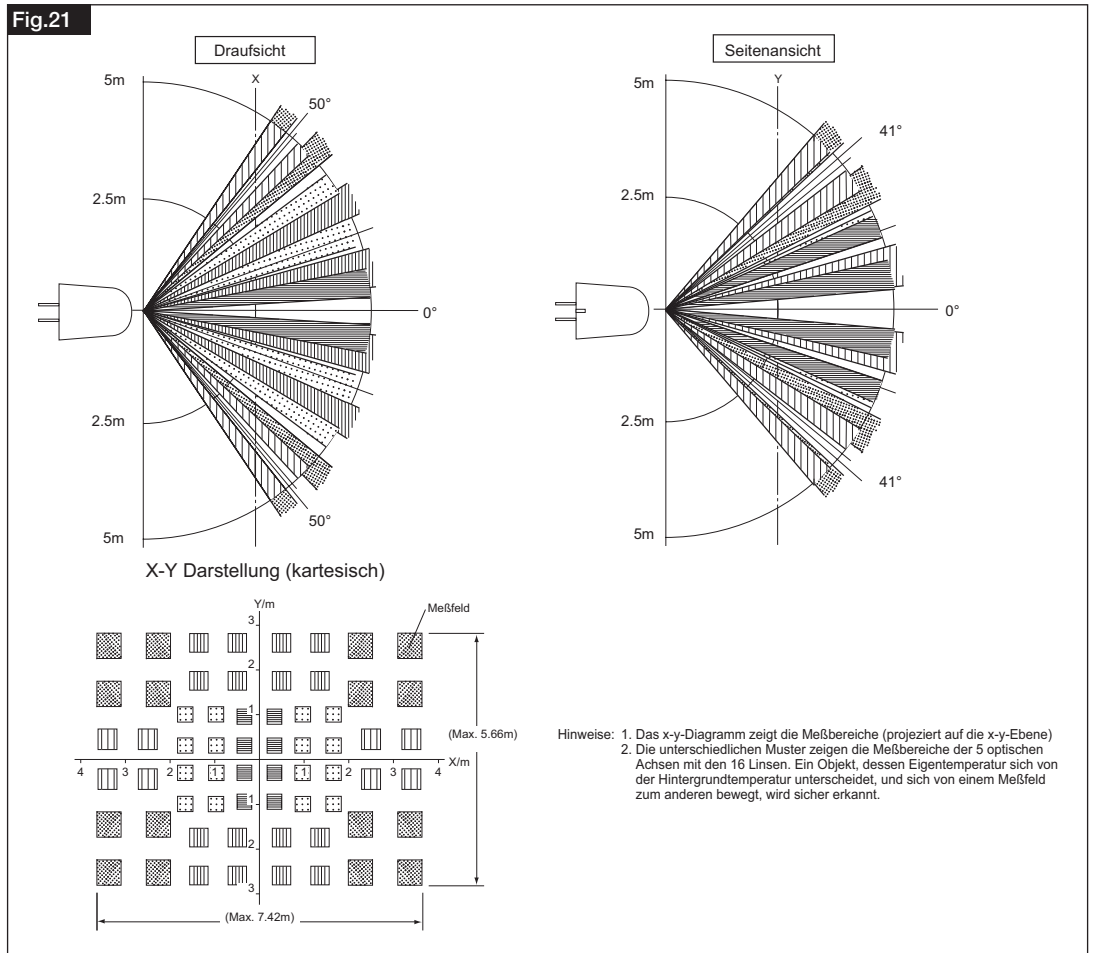 Fig.21
Draufsicht
Seitenansicht
5m
X
50°
2.5m
0°
2.5m
50°
5m
5m
Y
41°
2.5m
0°
2.5m
41°
5m
X-Y Darstellung (kartesisch)
Y/m
3
Meßfeld
2
1
(Max. 5.66m)
X/m
4 3 2 1 1 2 3 4
1
2
3
(Max. 7.42m)
Hinweise: 1. Das x-y-Diagramm zeigt die Meßbereiche (projeziert auf die x-y-Ebene)
2. Die unterschiedlichen Muster zeigen die Meßbereiche der 5 optischen
Achsen mit den 16 Linsen. Ein Objekt, dessen Eigentemperatur sich von
der Hintergrundtemperatur unterscheidet, und sich von einem Meßfeld
zum anderen bewegt, wird sicher erkannt.